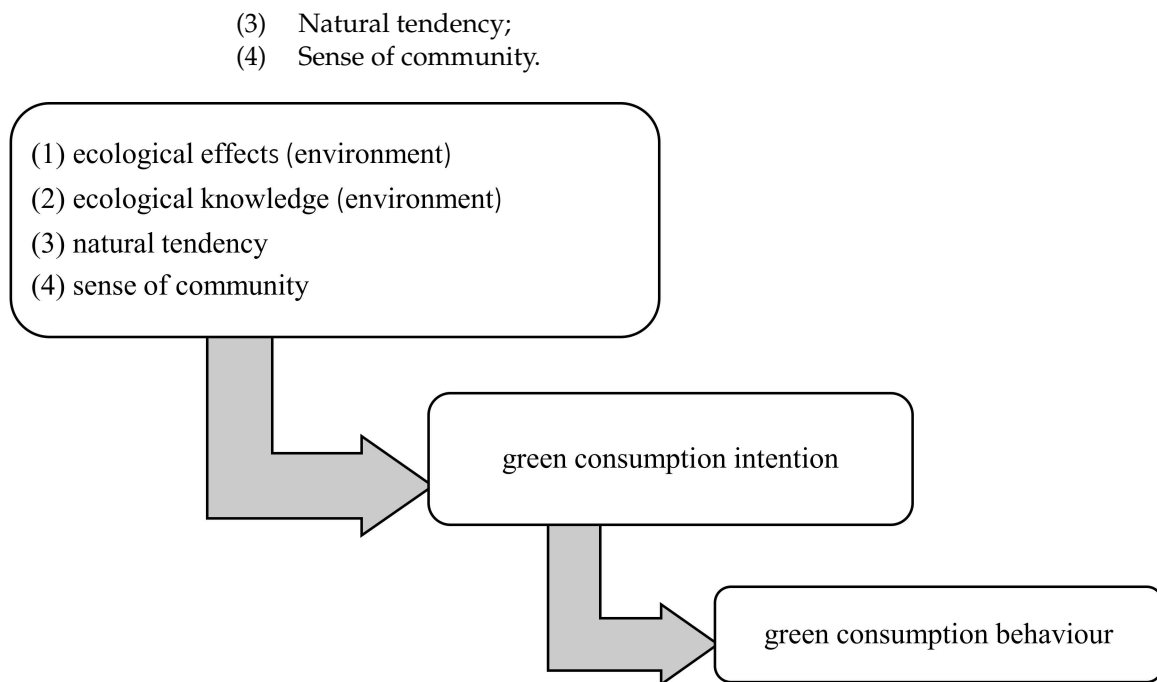 (3) Natural tendency;
(4) Sense of community.
(1) ecological effects (environment)
(2) ecological knowledge (environment)
(3) natural tendency
(4) sense of community
green consumption intention
green consumption behaviour